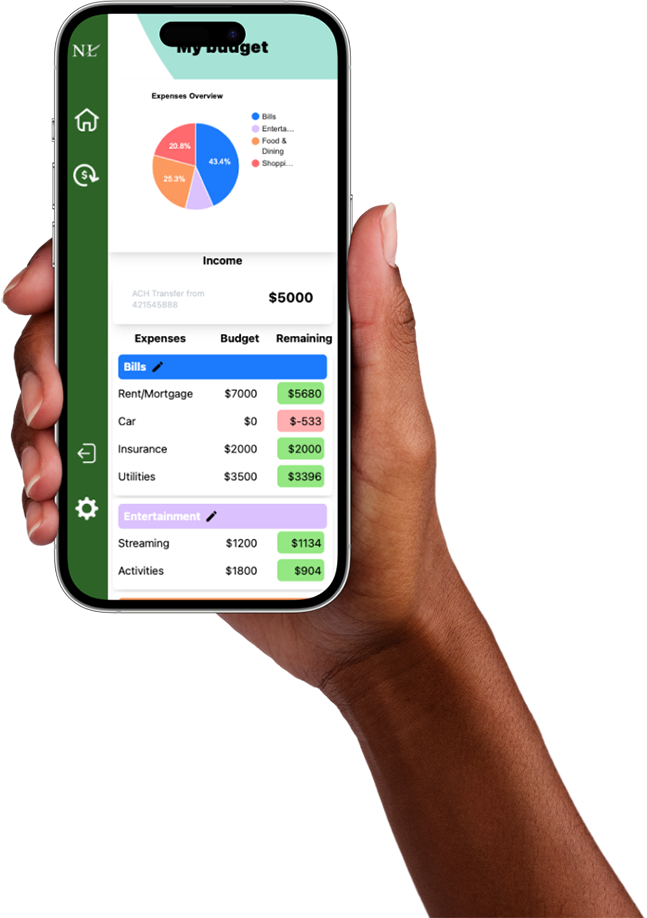 NL
My budget
Expenses Overview
Bills
Enterta...
Food &
Dining
Shoppi...
20.8%
43.4%
25.3%
Income
ACH Transfer from
421545888
$5000
Expenses Budget Remaining
Bills
Rent/Mortgage $7000 $5680
Car $0 $-533
Insurance $2000 $2000
Utilities $3500 $3396
Entertainment
Streaming $1200 $1134
Activities $1800 $904